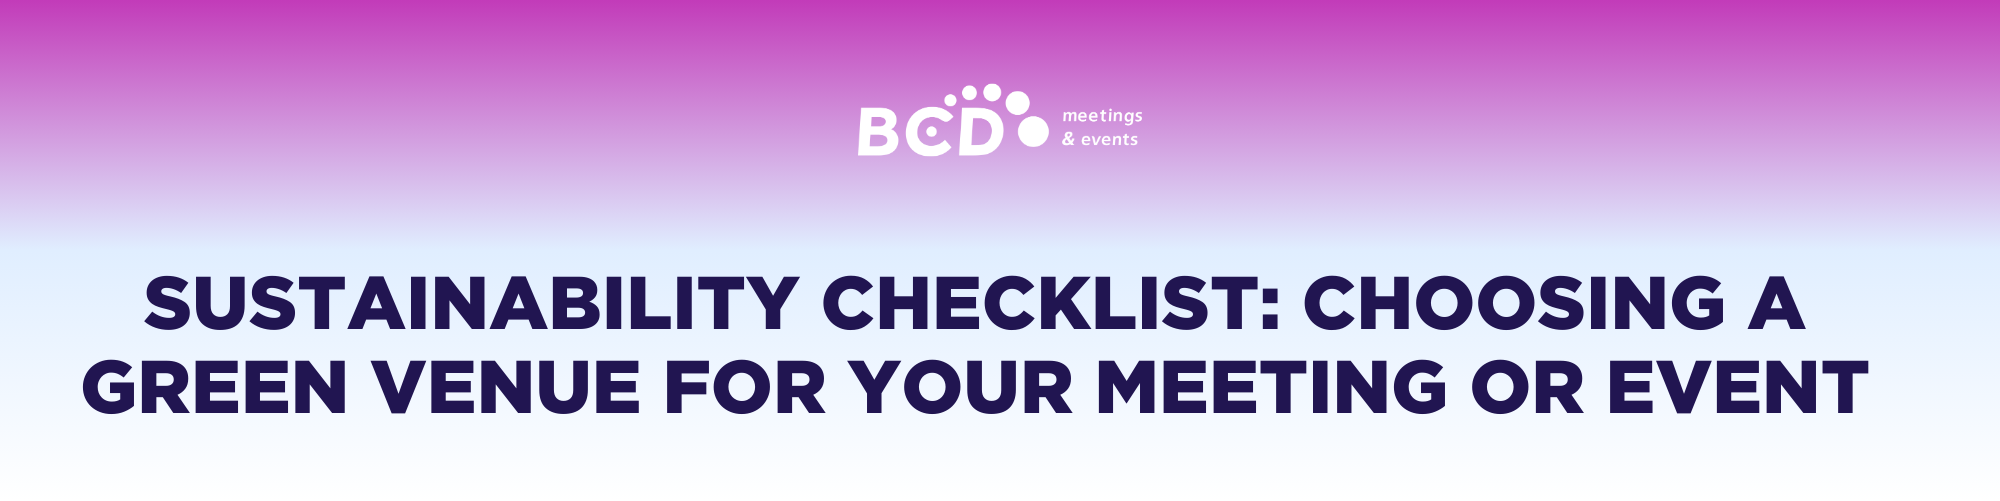 BCD meetings
& events
SUSTAINABILITY CHECKLIST: CHOOSING A
GREEN VENUE FOR YOUR MEETING OR EVENT